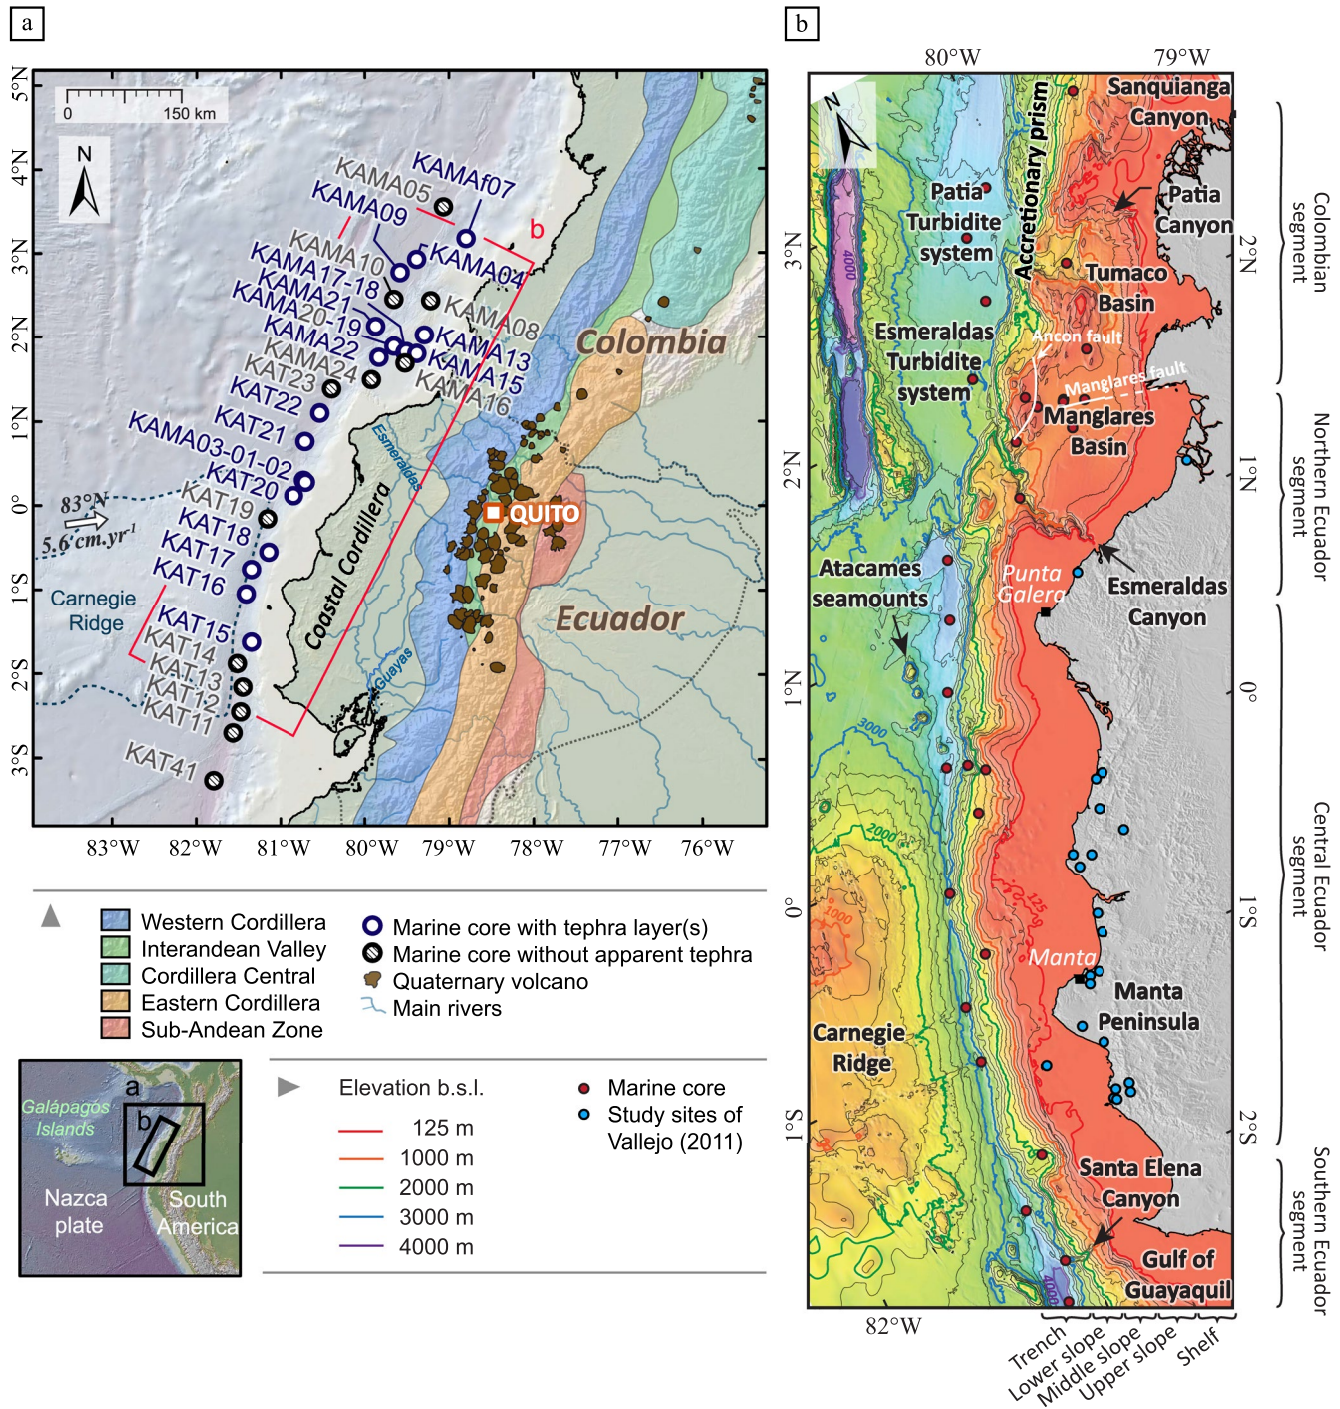 a
5°N
4°N
3°N
2°N
1°N
0°
1°S
2°S
3°S
0
150 km
N
KAMA05
KAMAf07
KAMA09
b
KAMA10
KAMA04
KAMA17-18
KAMA21
KAMA08
KAMA20-19
KAMA13
KAMA22
KAMA15
KAMA24
KAMA16
KAT23
KAT22
KAT21
KAMA03-01-02
KAT20
KAT19
83°N
5.6 cm.yr-1
KAT18
KAT17
KAT16
Carnegie
Ridge
KAT15
KAT14
KAT13
KAT12
KAT11
KAT41
Colombia
Esmeraldas
QUITO
Coastal Cordillera
Ecuador
Guayas
83°W
82°W
81°W
80°W
79°W
78°W
77°W
76°W
Western Cordillera
Interandean Valley
Cordillera Central
Eastern Cordillera
Sub-Andean Zone
Marine core with tephra layer(s)
Marine core without apparent tephra
Quaternary volcano
Main rivers
a
b
Galápagos
Islands
Nazca
plate
South
America
Elevation b.s.l.
125 m
1000 m
2000 m
3000 m
4000 m
Marine core
Study sites of
Vallejo (2011)
b
80°W
79°W
N
Accretionary prism
Sanquianga
Canyon
Patia
Canyon
Patia
Turbidite
system
4000
Tumaco
Basin
Esmeraldas
Turbidite
system
Ancon fault
Manglares fault
Manglares
Basin
Atacames
seamounts
Punta
Galera
Esmeraldas
Canyon
3000
2000
1000
125
Manta
Manta
Peninsula
Carnegie
Ridge
Santa Elena
Canyon
4000
Gulf of
Guayaquil
3°N
2°N
1°N
0°
1°S
2°N
1°N
0°
1°S
2°S
82°W
Colombian
segment
Northern Ecuador
segment
Central Ecuador
segment
Southern Ecuador
segment
Trench
Lower slope
Middle slope
Upper slope
Shelf